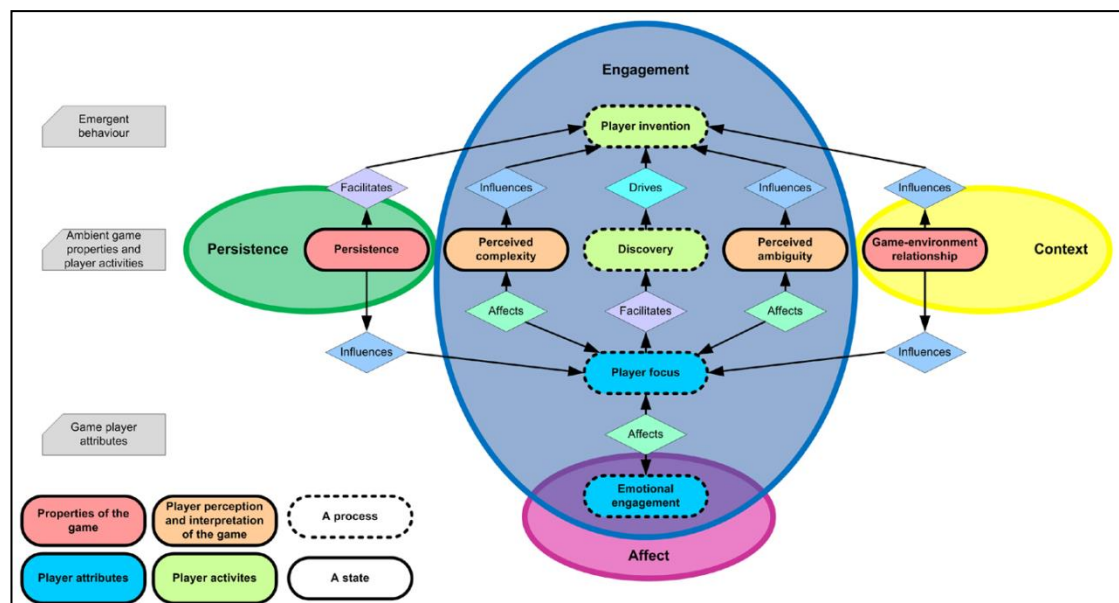 Engagement
Emergent
behaviour
Player invention
Facilitates
Influences
Drives
Influences
Influences
Ambient game
properties and
player activities
Persistence
Persistence
Perceived
complexity
Discovery
Perceived
ambiguity
Game-environment
relationship
Context
Affects
Facilitates
Affects
Influences
Player focus
Influences
Game player
attributes
Affects
Emotional
engagement
Affect
Properties of the
game
Player perception
and interpretation
of the game
A process
Player attributes
Player activites
A state